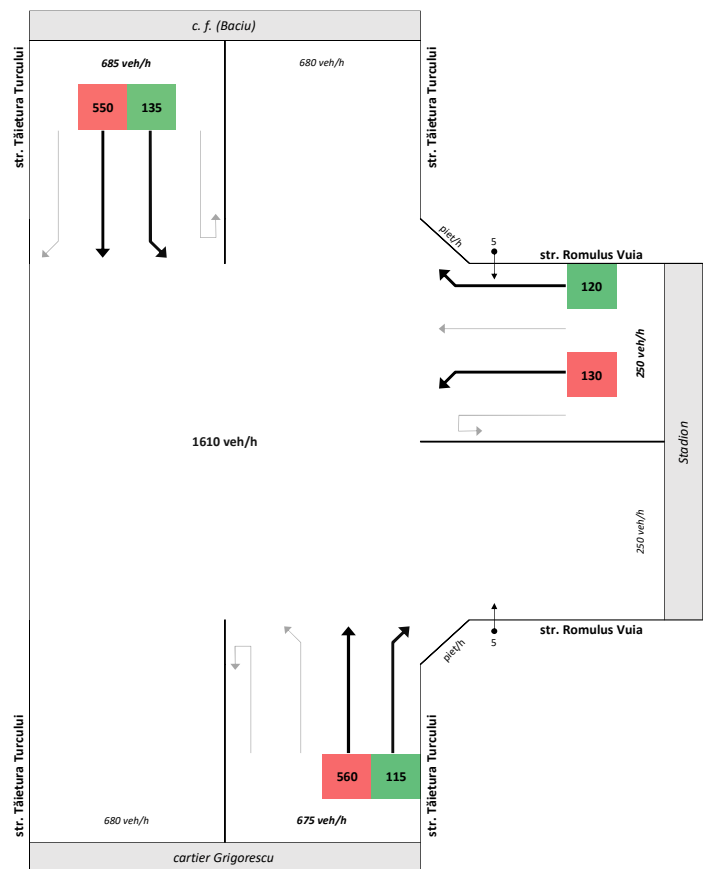 c. f. (Baciu)
str. Tăietura Turcului
685 veh/h
680 veh/h
str. Tăietura Turcului
550
135
piet/h
5
str. Romulus Vuia
120
250 veh/h
130
1610 veh/h
Stadion
250 veh/h
piet/h
5
str. Romulus Vuia
str. Tăietura Turcului
560
115
str. Tăietura Turcului
680 veh/h
675 veh/h
cartier Grigorescu